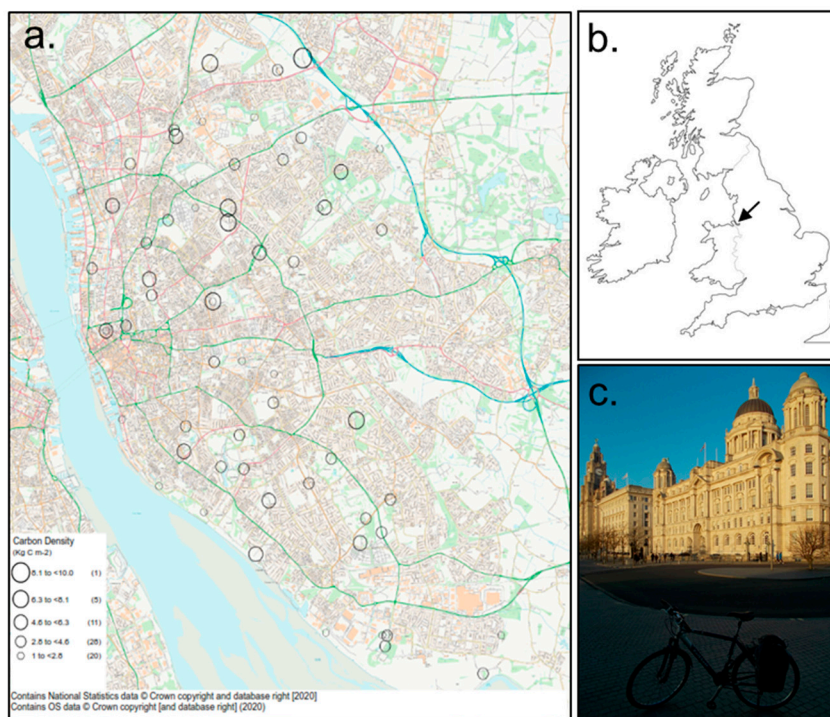 a.
b.
c.
Carbon Density
(Kg C m-2)
8.1 to <10.0 (1)
6.3 to <8.1 (5)
4.6 to <6.3 (11)
2.8 to <4.6 (26)
1 to <2.8 (20)
Contains National Statistics data © Crown copyright and database right [2020]
Contains OS data © Crown copyright [and database right] (2020)